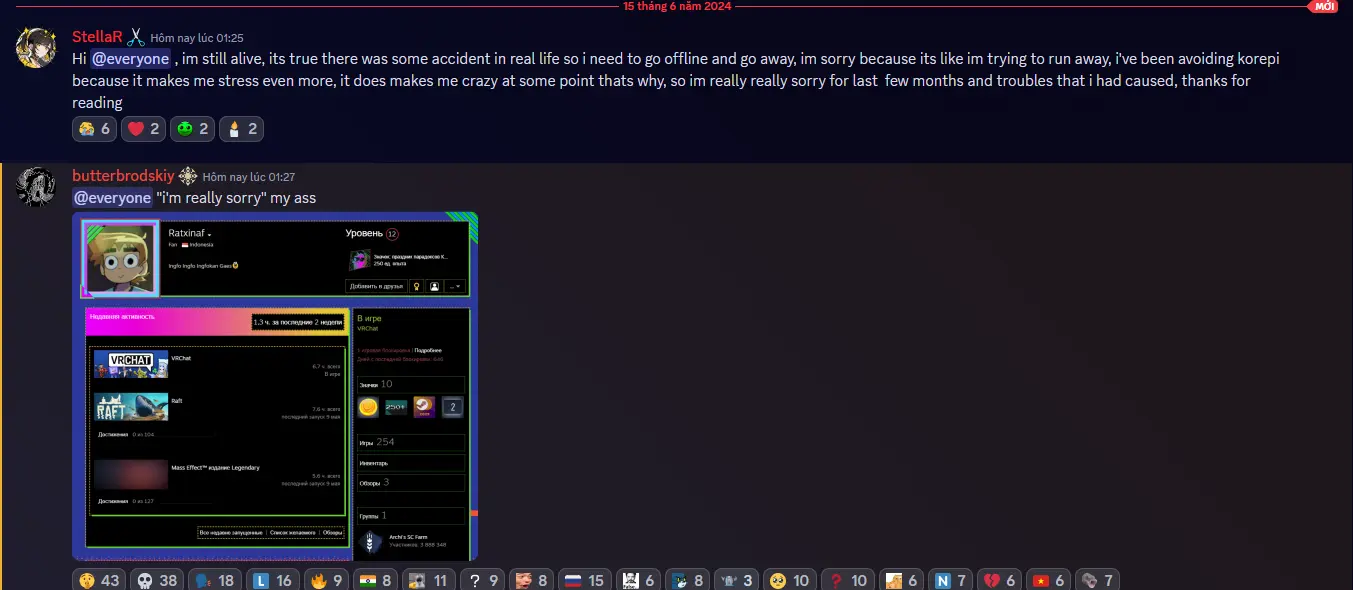 15 tháng 6 năm 2024
MỚI
StellaR Hôm nay lúc 01:25
Hi @everyone , im still alive, its true there was some accident in real life so i need to go offline and go away, im sorry because its like im trying to run away, i've been avoiding korepi
because it makes me stress even more, it does makes me crazy at some point thats why, so im really really sorry for last few months and troubles that i had caused, thanks for
reading
6 2 2 2
butterbrodskiy Hôm nay lúc 01:27
@everyone "i'm really sorry" my ass
Ratxinaf
Fan Indonesia
Ingfo Ingfo Ingfokan Gaes
Уровень 12
Значок: праздник парадоксов К...
250 ед. опыта
Добавить в друзья
Недавняя активность
1,3 ч. за последние 2 недели
VRCHAT
VRChat
6.7 ч. всего
В игре
RAFT
Raft
7.6 ч. всего
последний запуск 9 мая
Достижения 0 из 104
Mass Effect™ издание Legendary
последний запуск 9 мая
Достижения 0 из 127
Все недавно запущенные | Список желаемого | Обзоры
В игре
VRChat
Подробнее
Значки 10
250+
2
Игры 254
Инвентарь
Обзоры 3
Группы 1
Archi's SC Farm
Участников: 3 888 348
43 38 18 L 16 9 8 11 ? 9 8 15 6 8 3 10 ? 10 6 N 7 6 6 7